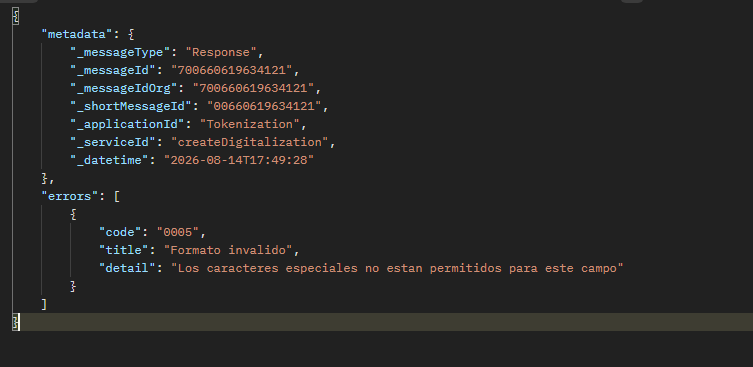 {
"metadata": {
"_messageType": "Response",
"_messageId": "700660619634121",
"_messageIdOrg": "700660619634121",
"_shortMessageId": "00660619634121",
"_applicationId": "Tokenization",
"_serviceId": "createDigitalization",
"_datetime": "2026-08-14T17:49:28"
},
"errors": [
{
"code": "0005",
"title": "Formato invalido",
"detail": "Los caracteres especiales no estan permitidos para este campo"
}
]
}